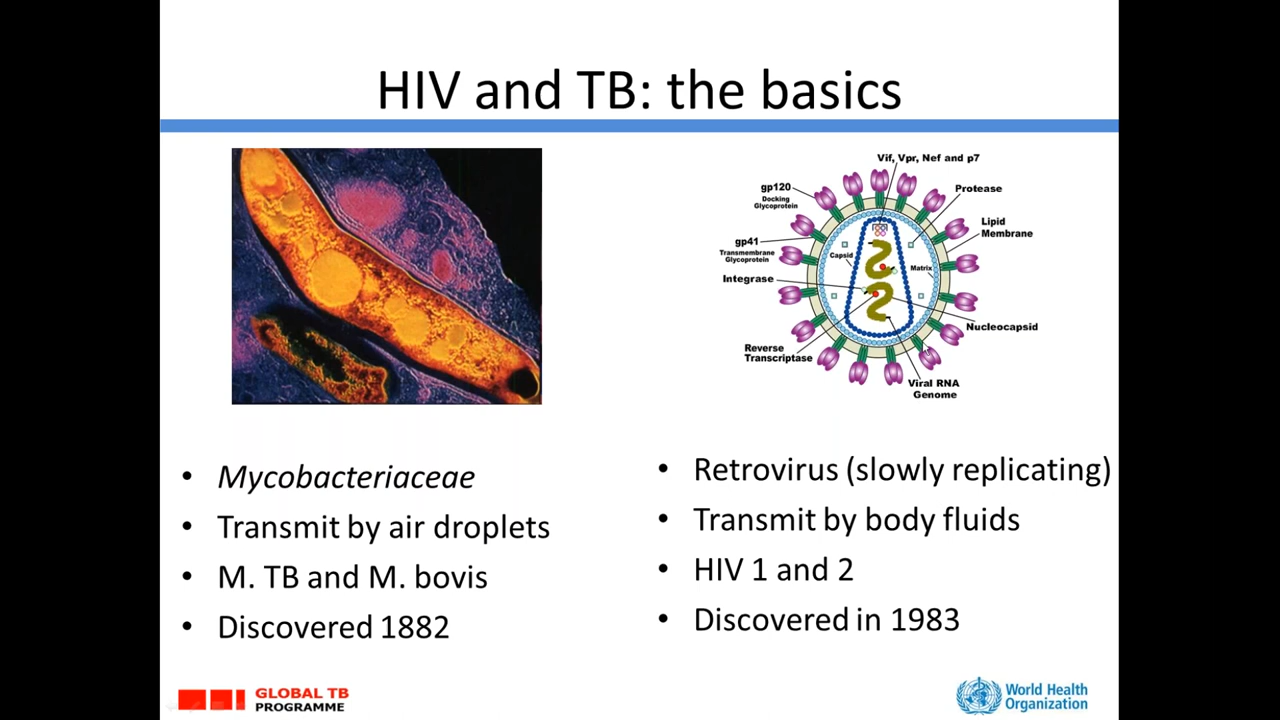 HIV and TB: the basics
Vif, Vpr, Nef and p7
gp120
Docking
Glycoprotein
Protease
Lipid
Membrane
gp41
Transmembrane
Glycoprotein
Capsid
Matrix
Integrase
Nucleocapsid
Reverse
Transcriptase
Viral RNA
Genome
• Mycobacteriaceae
• Transmit by air droplets
• M. TB and M. bovis
• Discovered 1882
• Retrovirus (slowly replicating)
• Transmit by body fluids
• HIV 1 and 2
• Discovered in 1983
GLOBAL TB
PROGRAMME
World Health
Organization